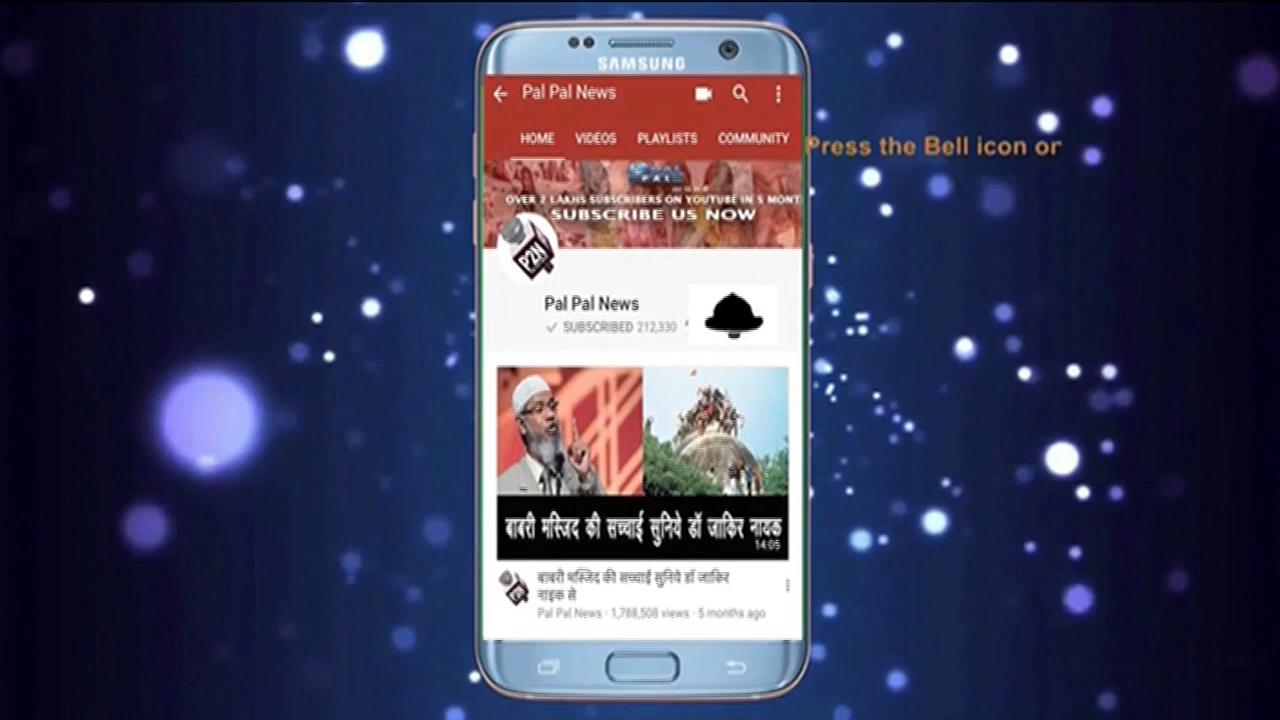 SAMSUNG
Pal Pal News
HOME VIDEOS PLAYLISTS COMMUNITY
Press the Bell icon or
PAL
OVER 2 LAKHS SUBSCRIBERS ON YOUTUBE IN 5 MONT
SUBSCRIBE US NOW
P2N
Pal Pal News
SUBSCRIBED 212,330
बाबरी मस्जिद की सच्चाई सुनिये डॉ जाकिर नायक
14:05
बाबरी मस्जिद की सच्चाई सुनिये डॉ जाकिर
नाइक से
Pal Pal News · 1,788,508 views · 5 months ago